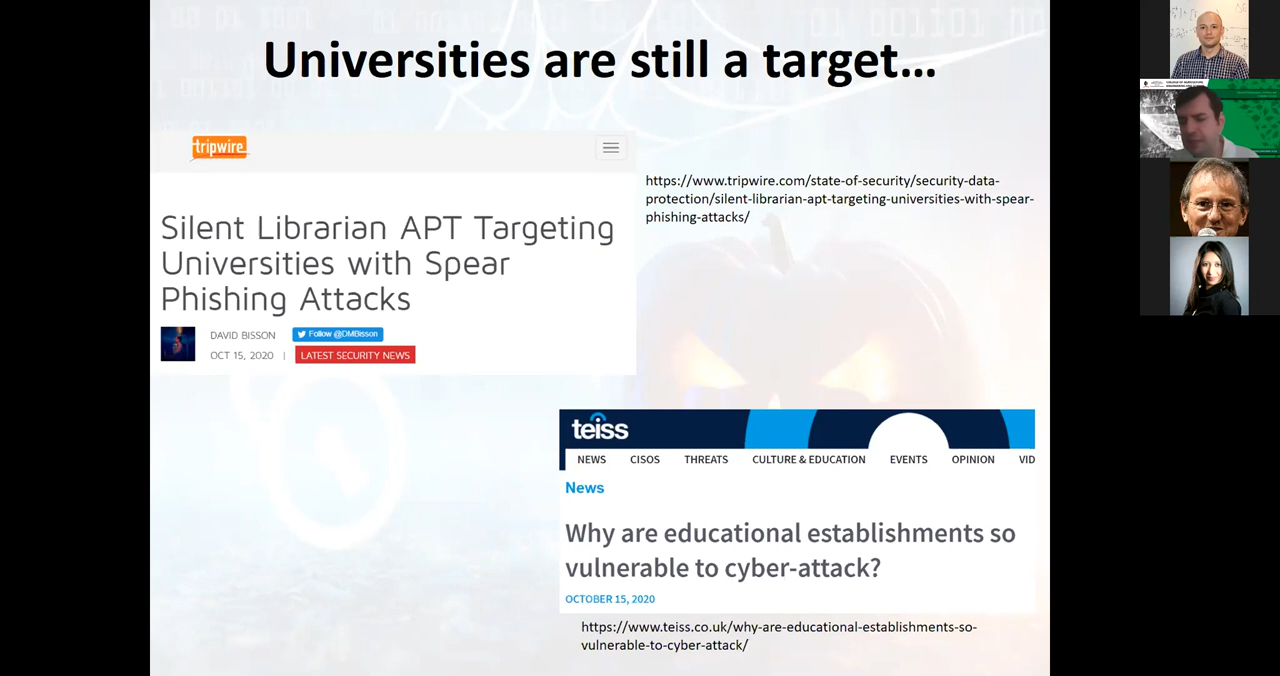 Universities are still a target…
tripwire
https://www.tripwire.com/state-of-security/security-data-
protection/silent-librarian-apt-targeting-universities-with-spear-
phishing-attacks/
Silent Librarian APT Targeting
Universities with Spear
Phishing Attacks
DAVID BISSON Follow @DMBisson
OCT 15, 2020 | LATEST SECURITY NEWS
teiss
NEWS CISOS THREATS CULTURE & EDUCATION EVENTS OPINION VID
News
Why are educational establishments so
vulnerable to cyber-attack?
OCTOBER 15, 2020
https://www.teiss.co.uk/why-are-educational-establishments-so-
vulnerable-to-cyber-attack/